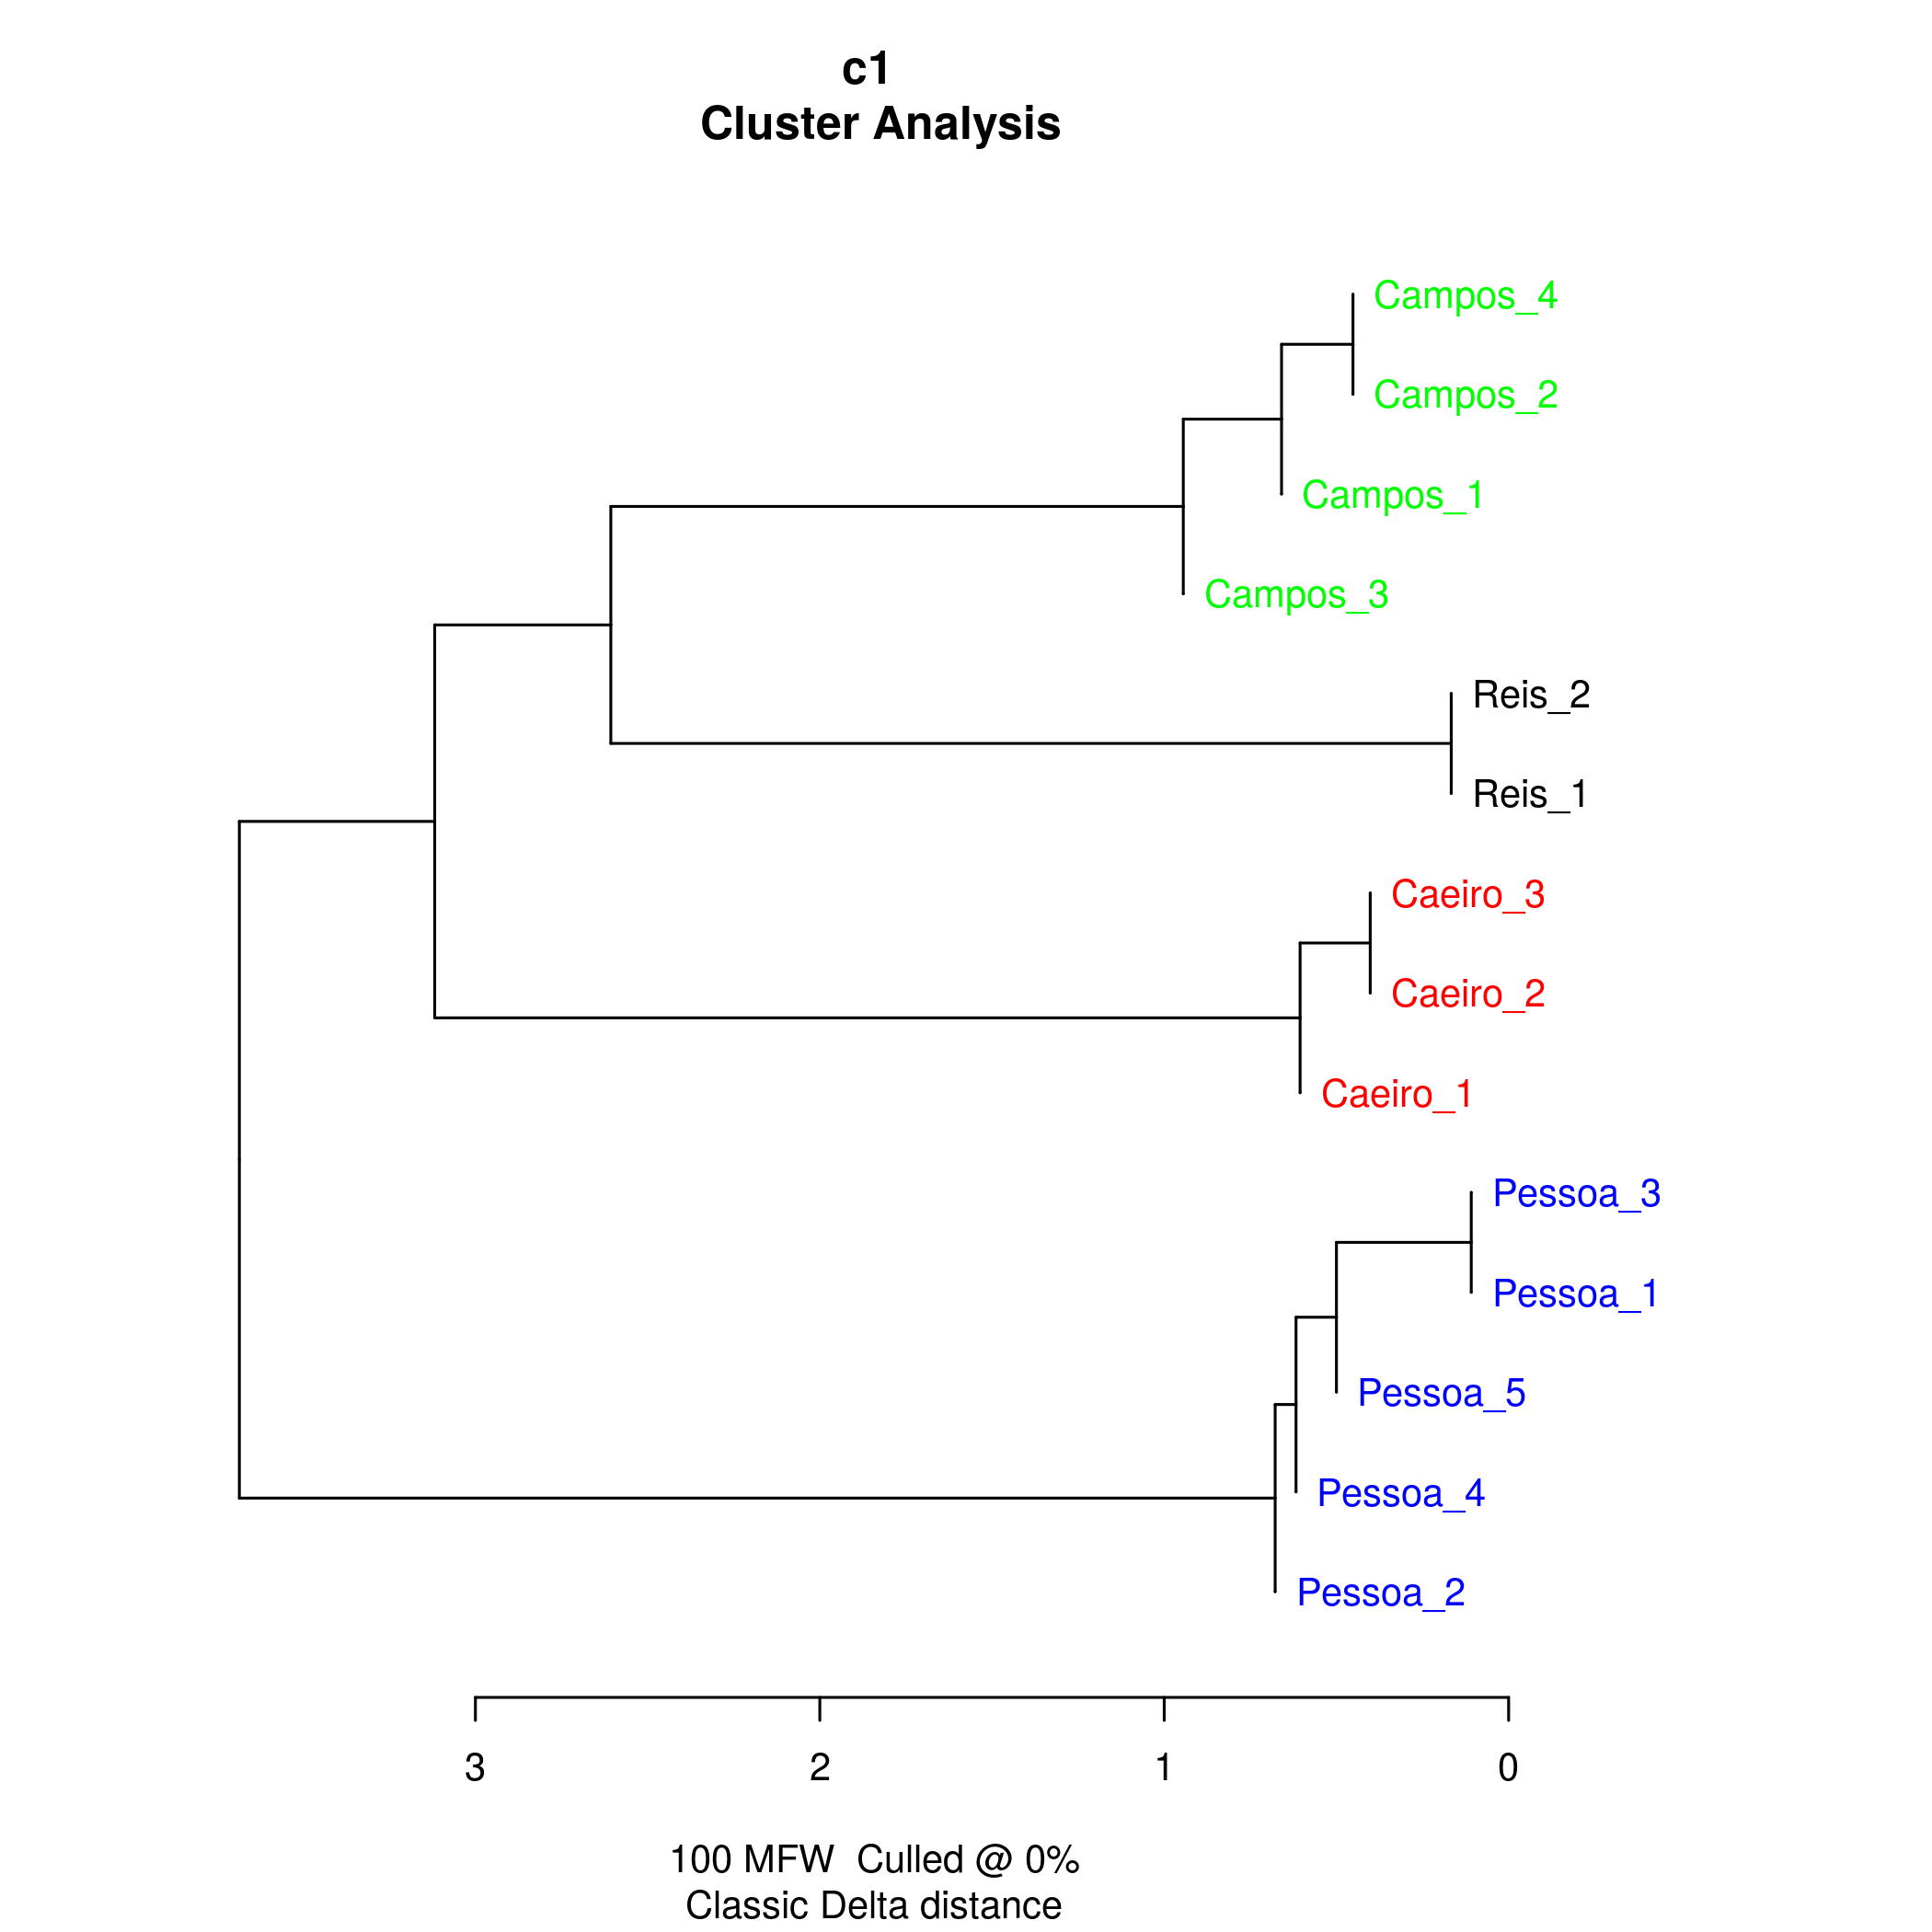 c1
Cluster Analysis
Campos_4
Campos_2
Campos_1
Campos_3
Reis_2
Reis_1
Caeiro_3
Caeiro_2
Caeiro_1
Pessoa_3
Pessoa_1
Pessoa_5
Pessoa_4
Pessoa_2
3 2 1 0
100 MFW Culled @ 0%
Classic Delta distance